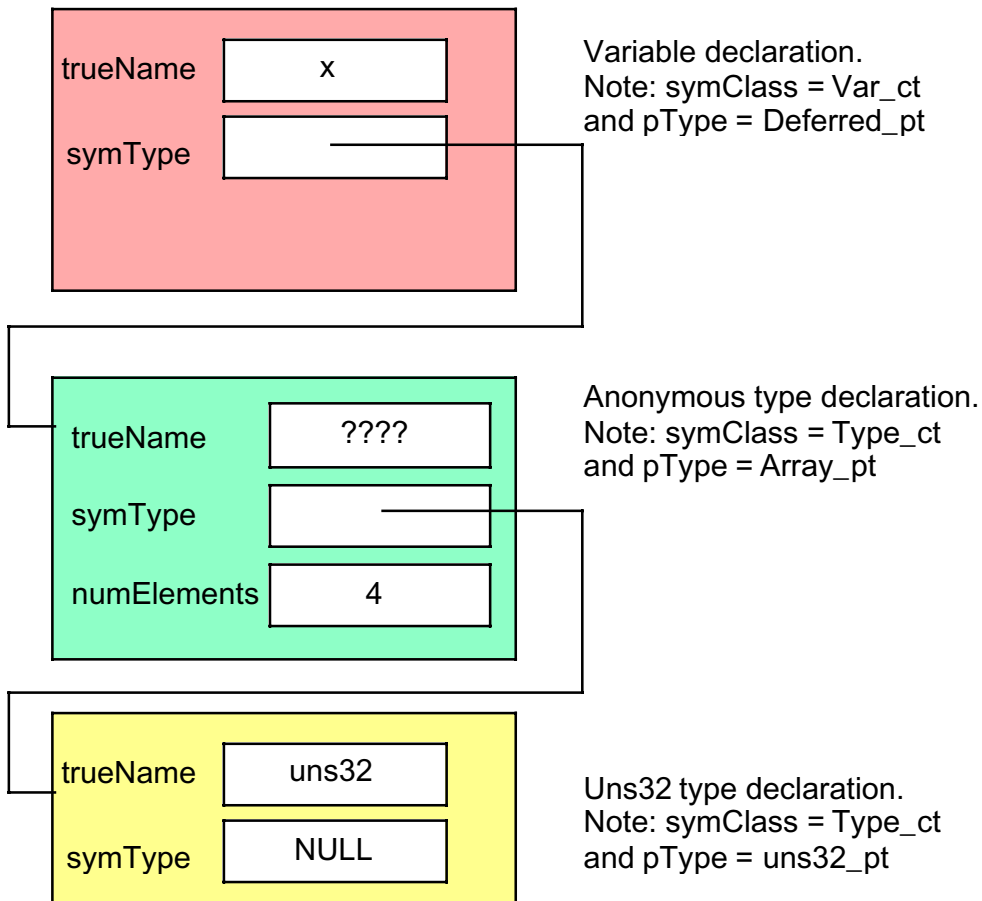 trueName
x
symType
Variable declaration.
Note: symClass = Var_ct
and pType = Deferred_pt
trueName
????
symType
numElements
4
Anonymous type declaration.
Note: symClass = Type_ct
and pType = Array_pt
trueName
uns32
symType
NULL
Uns32 type declaration.
Note: symClass = Type_ct
and pType = uns32_pt